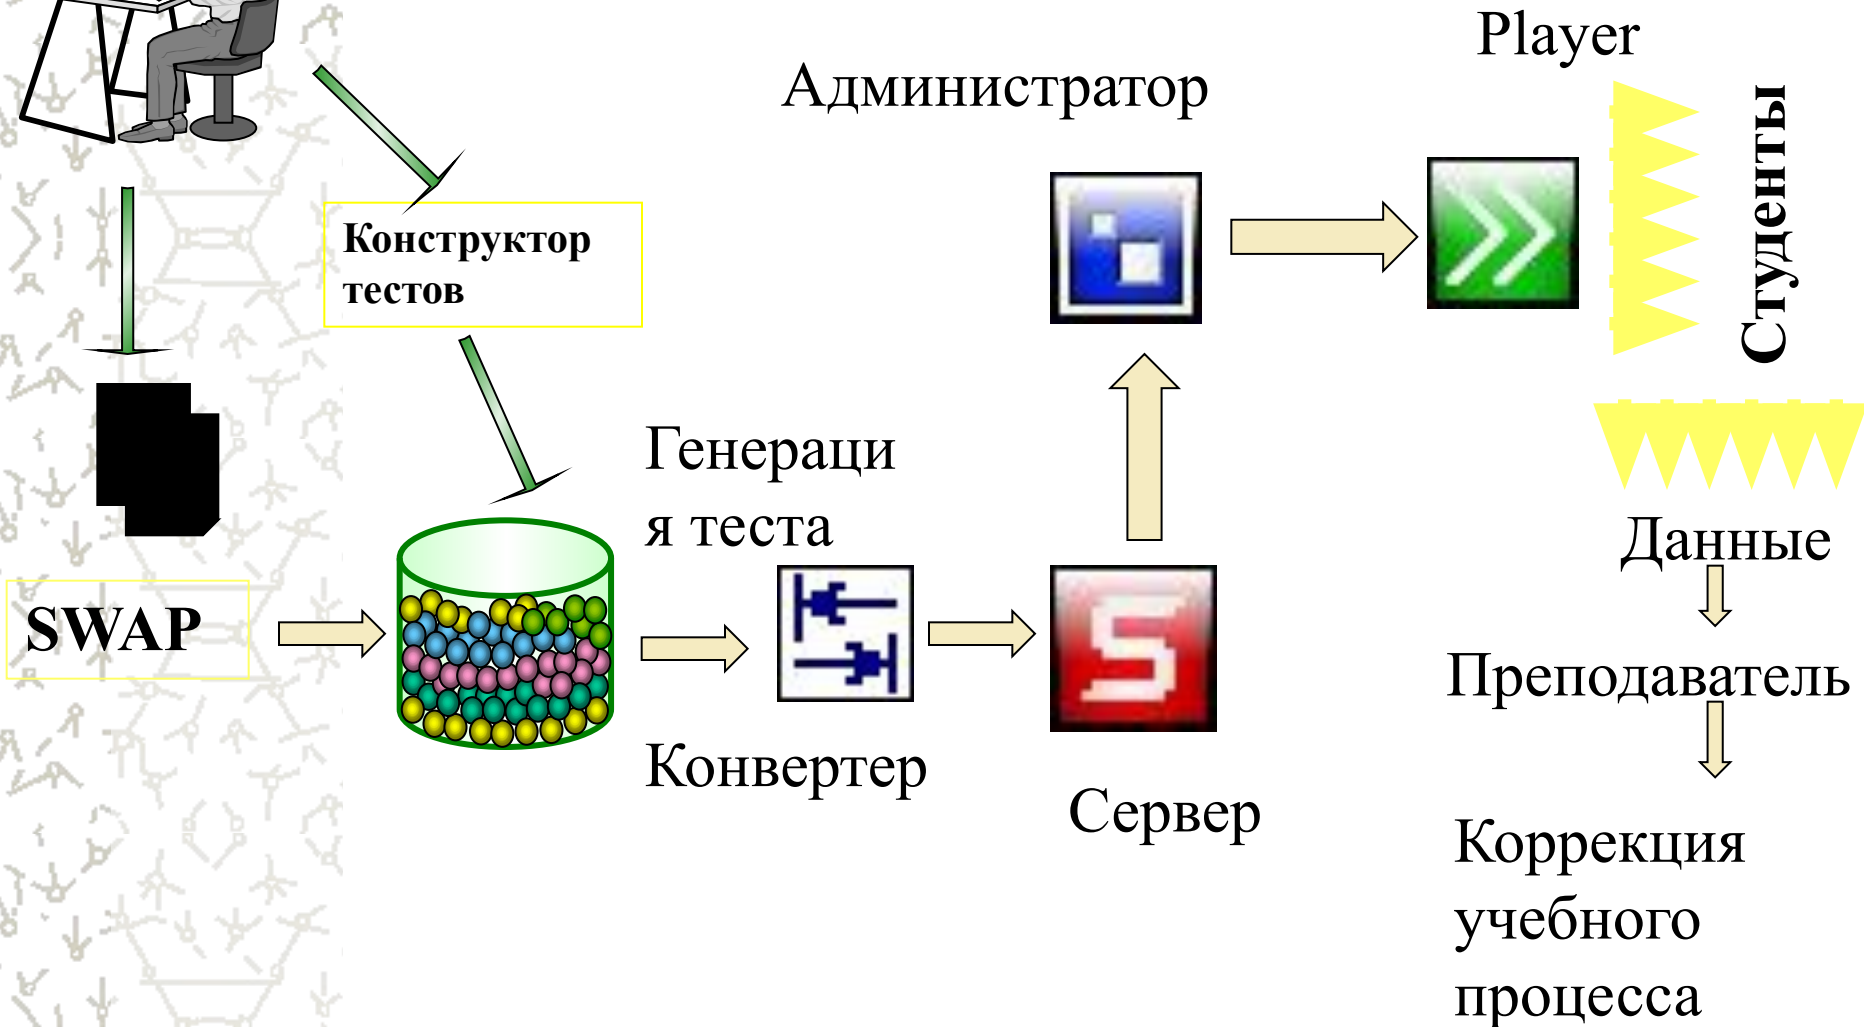 Player
Администратор
Студенты
Конструктор
тестов
Генераци
я теста
SWAP
S
Данные
Преподаватель
Конвертер
Сервер
Коррекция
учебного
процесса